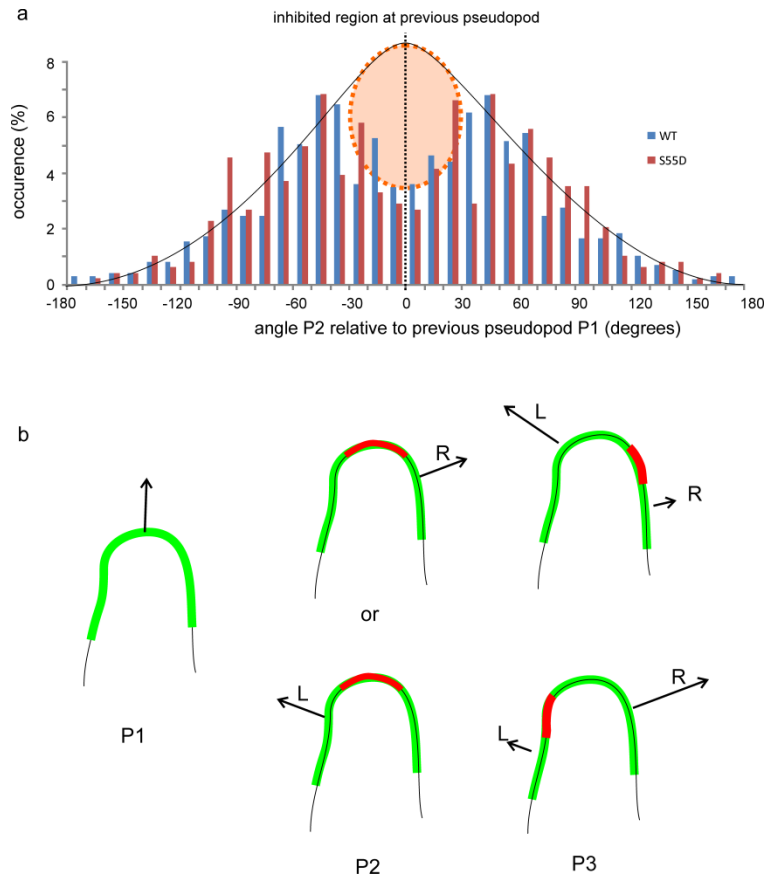 a
inhibited region at previous pseudopod
8
6
4
2
0
occurence (%)
WT
S55D
-180 -150 -120 -90 -60 -30 0 30 60 90 120 150 180
angle P2 relative to previous pseudopod P1 (degrees)
b
L
R
R
or
L
R
L
P1
P2
P3